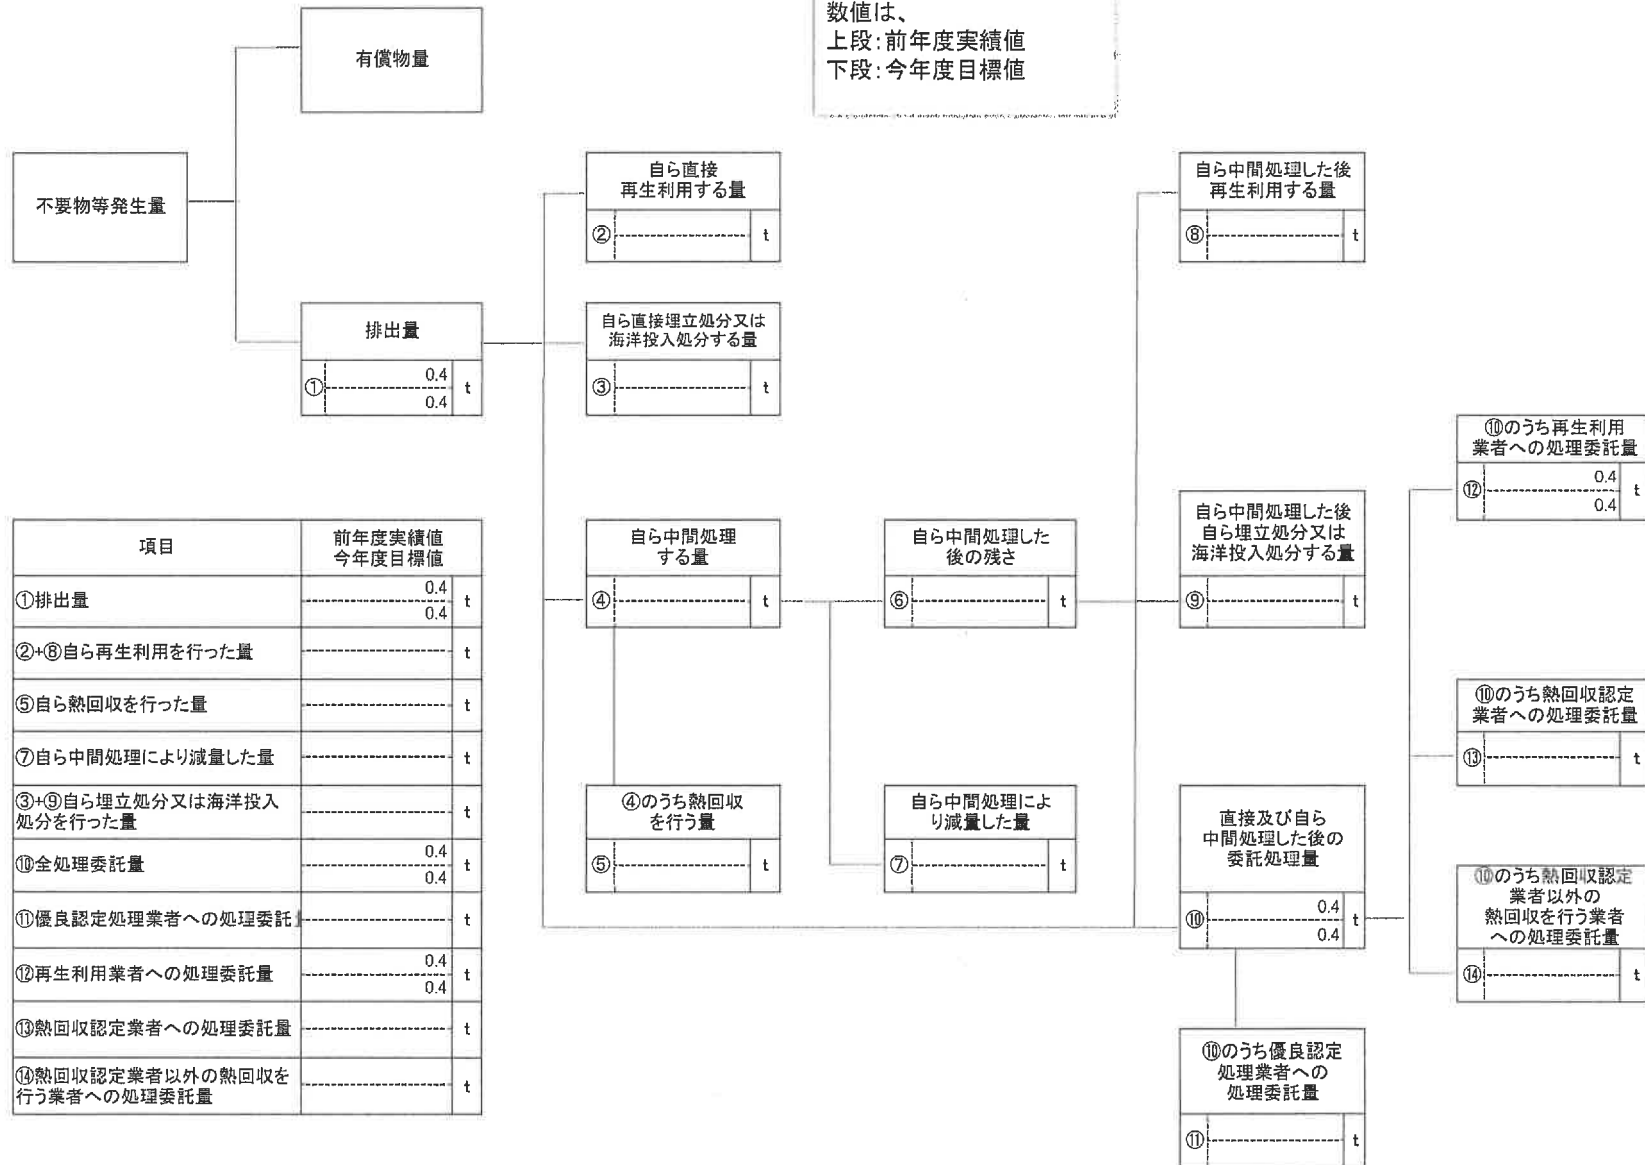 数値は、
上段：前年度実績値
下段：今年度目標値
有償物量
不要物等発生量
排出量
① 0.4 t
0.4
自ら直接
再生利用する量
② t
自ら直接埋立処分又は
海洋投入処分する量
③ t
自ら中間処理
する量
④ t
④のうち熱回収
を行う量
⑤ t
自ら中間処理した
後の残さ
⑥ t
自ら中間処理によ
り減量した量
⑦ t
自ら中間処理した後
再生利用する量
⑧ t
自ら中間処理した後
自ら埋立処分又は
海洋投入処分する量
⑨ t
直接及び自ら
中間処理した後の
委託処理量
⑩ 0.4 t
0.4
⑩のうち優良認定
処理業者への
処理委託量
⑪ t
⑩のうち再生利用
業者への処理委託量
⑫ 0.4 t
0.4
⑩のうち熱回収認定
業者への処理委託量
⑬ t
⑩のうち熱回収認定
業者以外の
熱回収を行う業者
への処理委託量
⑭ t
項目
前年度実績値
今年度目標値
①排出量 0.4 t
0.4
②+⑧自ら再生利用を行った量 t
⑤自ら熱回収を行った量 t
⑦自ら中間処理により減量した量 t
③+⑨自ら埋立処分又は海洋投入
処分を行った量 t
⑩全処理委託量 0.4 t
0.4
⑪優良認定処理業者への処理委託 t
⑫再生利用業者への処理委託量 0.4 t
0.4
⑬熱回収認定業者への処理委託量 t
⑭熱回収認定業者以外の熱回収を
行う業者への処理委託量 t